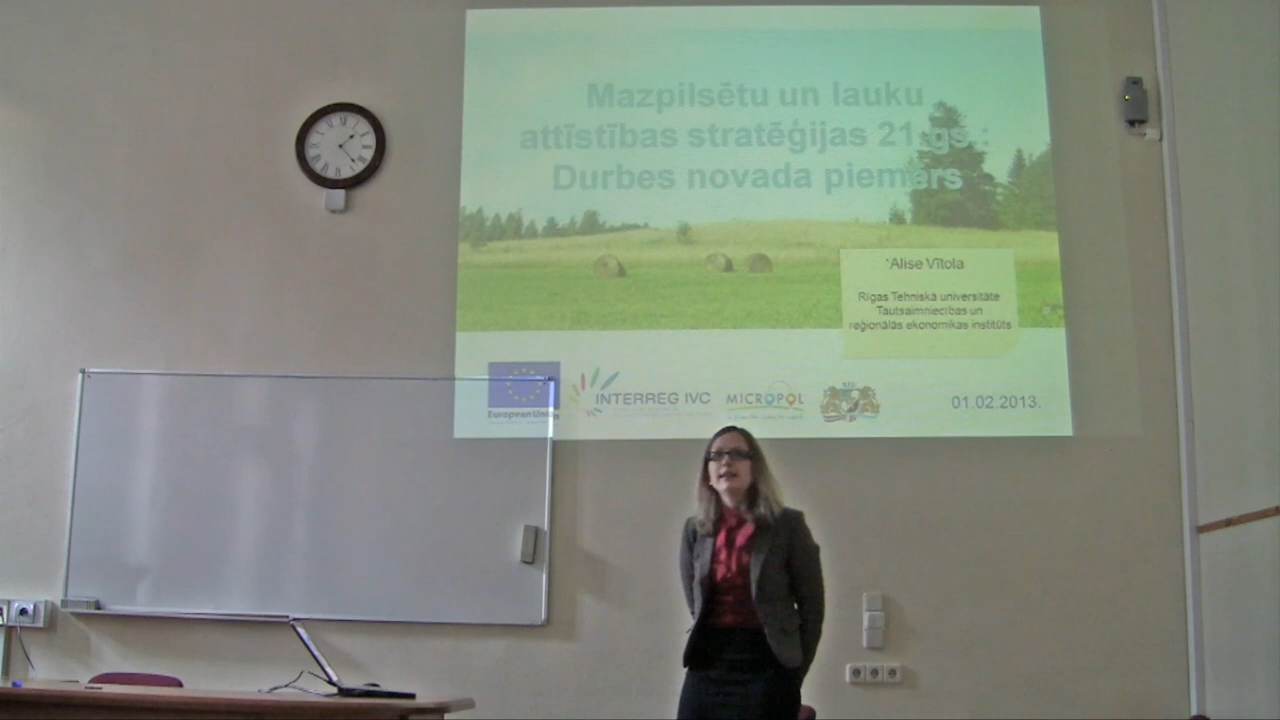 Mazpilsētu un lauku
attīstības stratēģijas 21.gs.:
Durbes novada piemērs
Alise Vītola
Rīgas Tehniskā universitāte
Tautsaimniecības un
reģionālās ekonomikas institūts
European Union
INTERREG IVC
MICROPOL
01.02.2013.